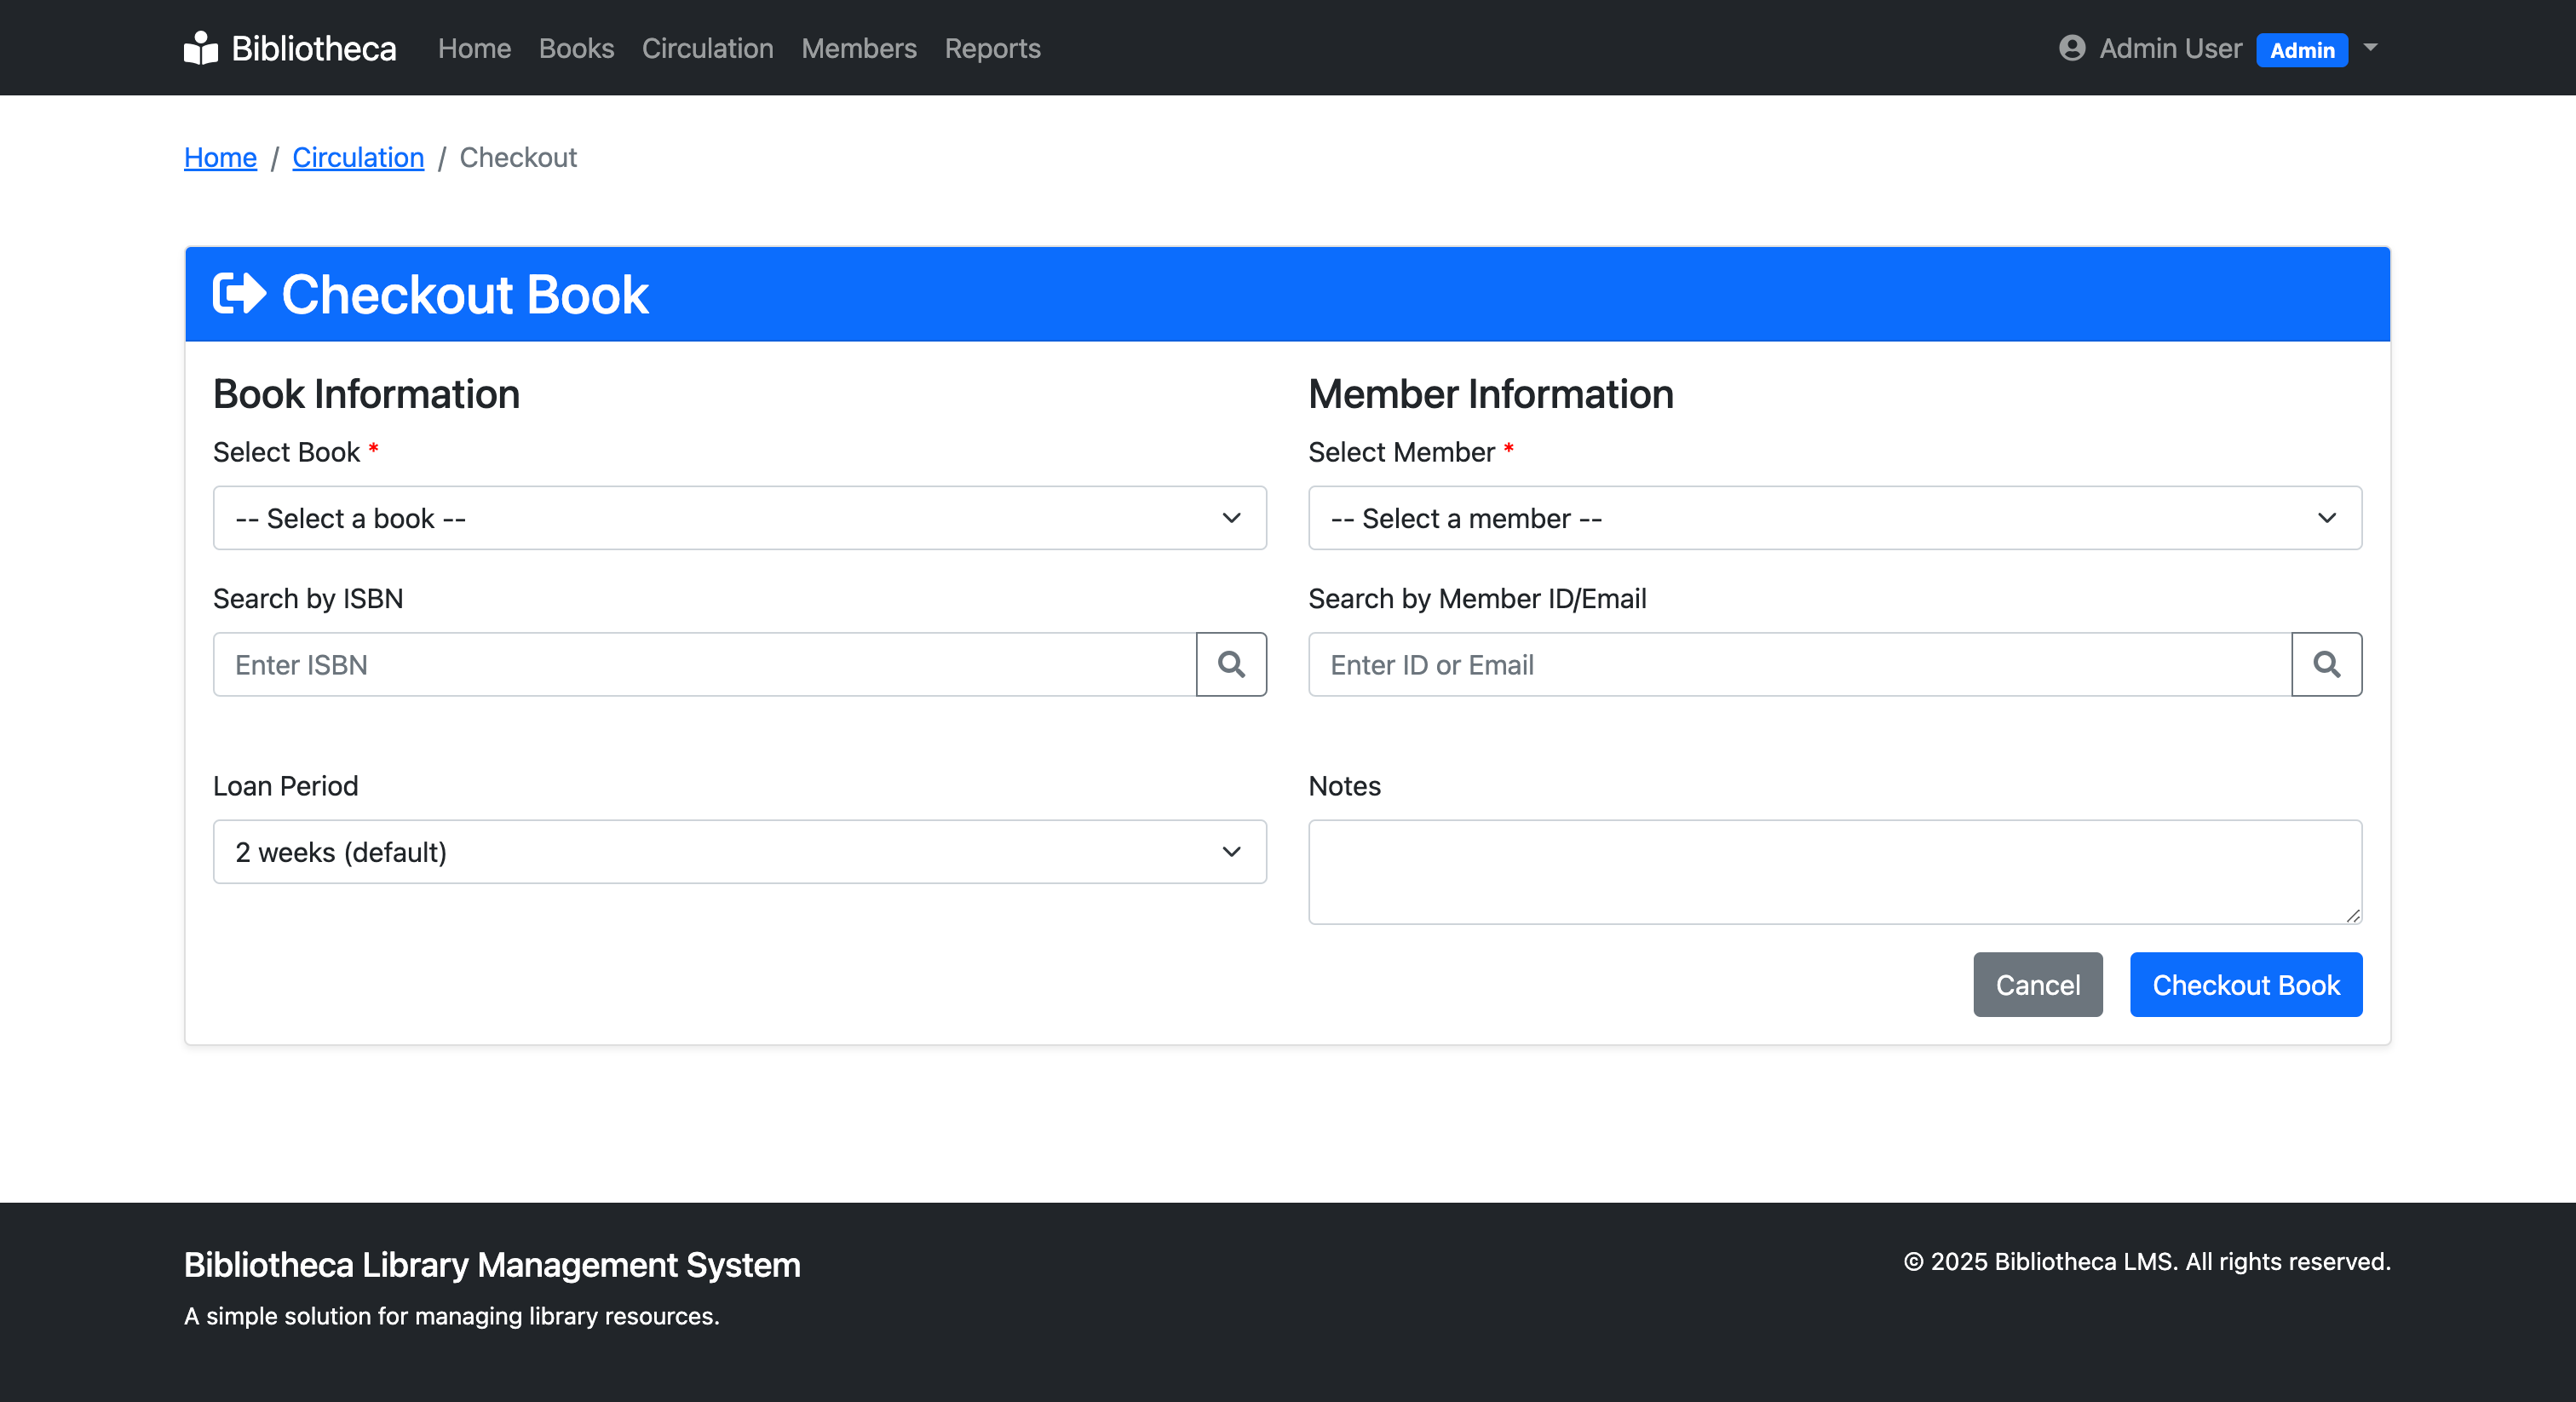 Bibliotheca Home Books Circulation Members Reports Admin User Admin
Home / Circulation / Checkout
Checkout Book
Book Information
Select Book *
-- Select a book --
Search by ISBN
Enter ISBN
Member Information
Select Member *
-- Select a member --
Search by Member ID/Email
Enter ID or Email
Loan Period
2 weeks (default)
Notes
Cancel Checkout Book
Bibliotheca Library Management System
A simple solution for managing library resources.
© 2025 Bibliotheca LMS. All rights reserved.